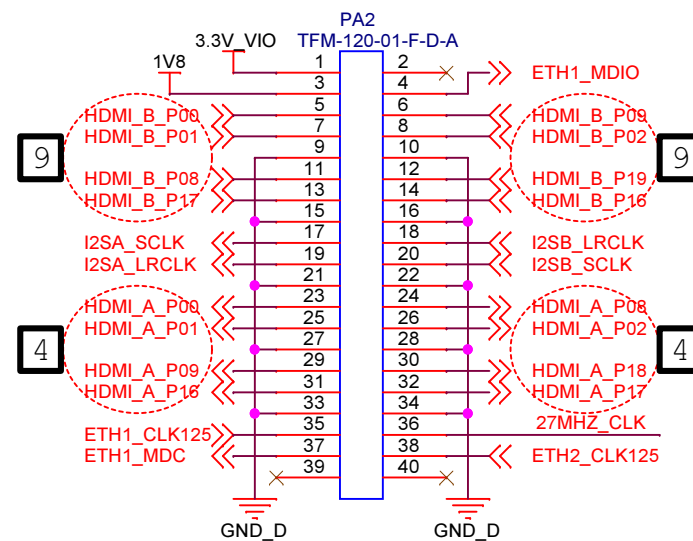 PA2
TFM-120-01-F-D-A
3.3V_VIO
1V8
1 2
3 4 ETH1_MDIO
HDMI_B_P00 5 6 HDMI_B_P09
HDMI_B_P01 7 8 HDMI_B_P02
9 9 10 9
HDMI_B_P08 11 12 HDMI_B_P19
HDMI_B_P17 13 14 HDMI_B_P16
15 16
I2SA_SCLK 17 18 I2SB_LRCLK
I2SA_LRCLK 19 20 I2SB_SCLK
21 22
HDMI_A_P00 23 24 HDMI_A_P08
HDMI_A_P01 25 26 HDMI_A_P02
4 27 28 4
HDMI_A_P09 29 30 HDMI_A_P18
HDMI_A_P16 31 32 HDMI_A_P17
33 34
ETH1_CLK125 35 36 27MHZ_CLK
ETH1_MDC 37 38 ETH2_CLK125
39 40
GND_D GND_D